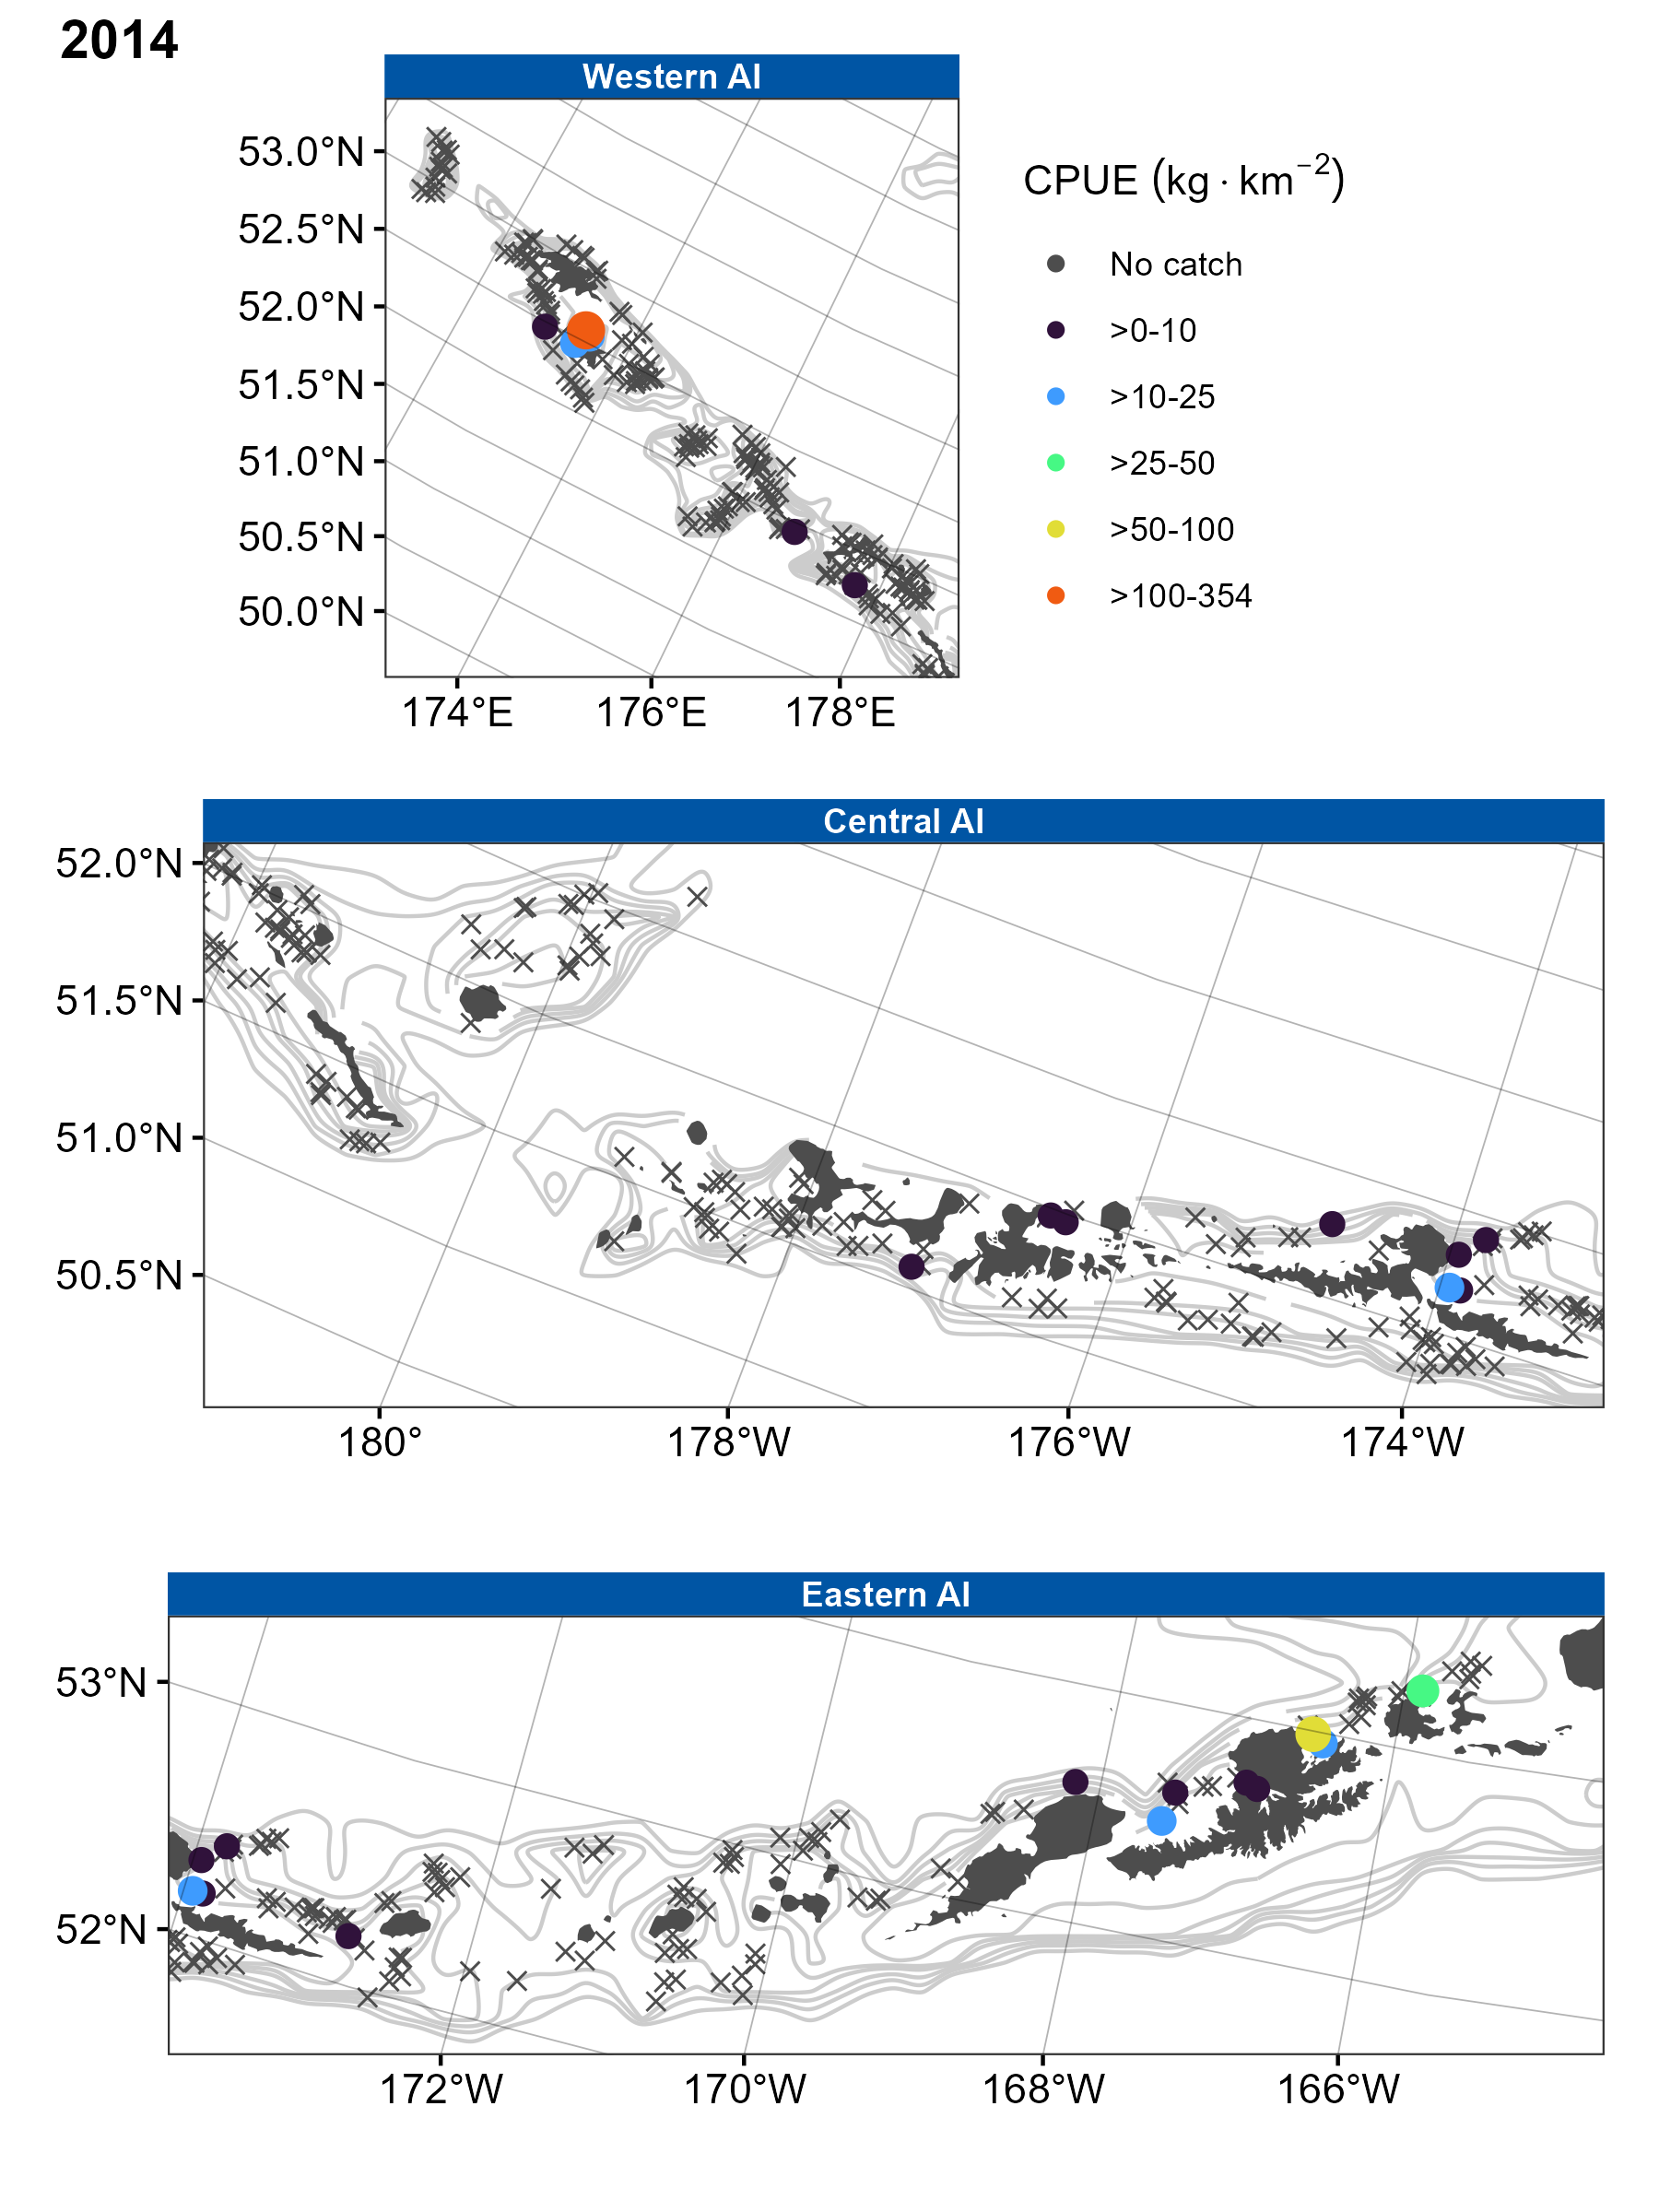 2014
Western AI
53.0°N
52.5°N
52.0°N
51.5°N
51.0°N
50.5°N
50.0°N
174°E 176°E 178°E
CPUE (kg · km⁻²)
No catch
>0-10
>10-25
>25-50
>50-100
>100-354
Central AI
52.0°N
51.5°N
51.0°N
50.5°N
180° 178°W 176°W 174°W
Eastern AI
53°N
52°N
172°W 170°W 168°W 166°W